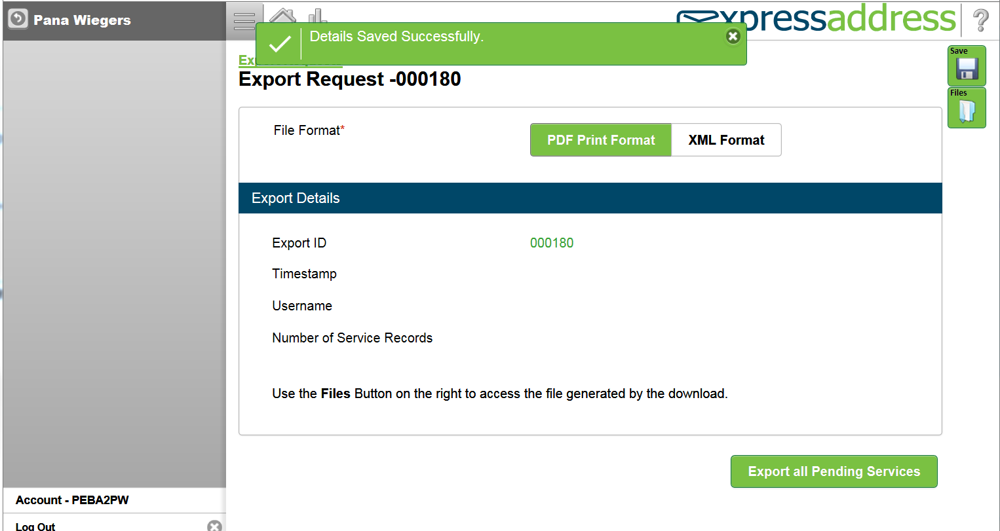 Pana Wiegers
xpressaddress
Details Saved Successfully.
Export Request -000180
Save
Files
File Format*
PDF Print Format
XML Format
Export Details
Export ID
000180
Timestamp
Username
Number of Service Records
Use the Files Button on the right to access the file generated by the download.
Export all Pending Services
Account - PEBA2PW
Log Out